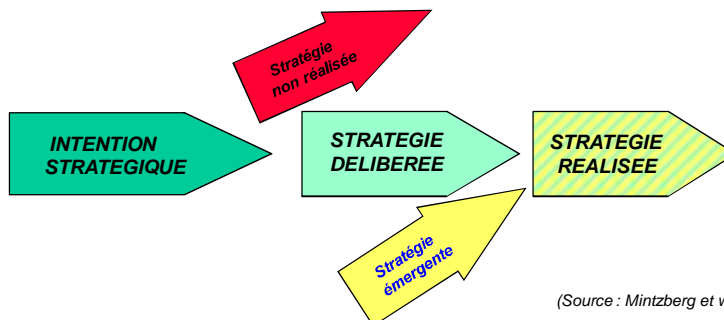 Stratégie
non réalisée
INTENTION
STRATEGIQUE
STRATEGIE
DELIBEREE
STRATEGIE
REALISEE
Stratégie
émergente
(Source : Mintzberg et